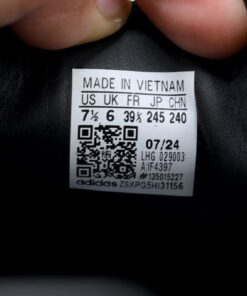 MADE IN VIETNAM
US UK FR JP CHN
7½ 6 39⅓ 245 240
07/24
LHG 029003
A:IF4397
#135015227
adidas ZSKPG5HI31156